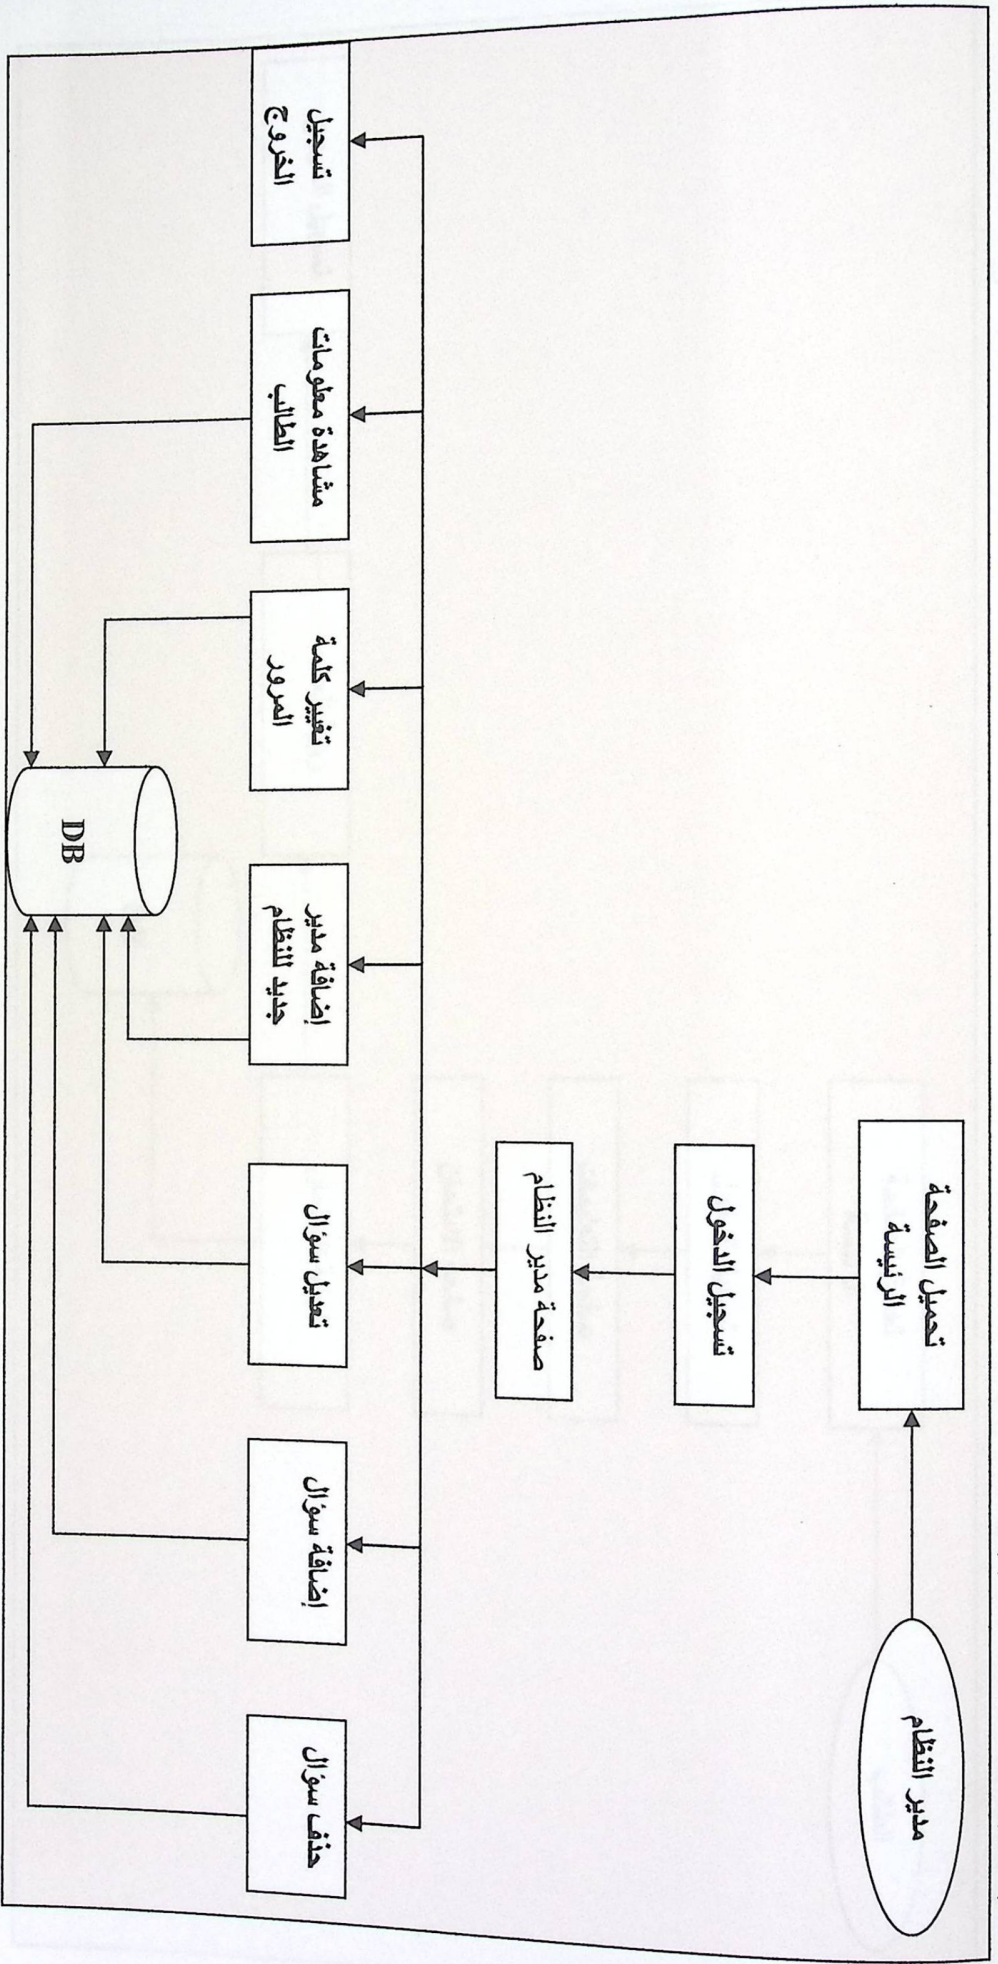 مدير النظام
تحميل الصفحة
الرئيسة
تسجيل الدخول
صفحة مدير النظام
حذف سؤال
إضافة سؤال
تعديل سؤال
إضافة مدير
جديد للنظام
تغيير كلمة
المرور
مشاهدة معلومات
الطالب
تسجيل
الخروج
DB